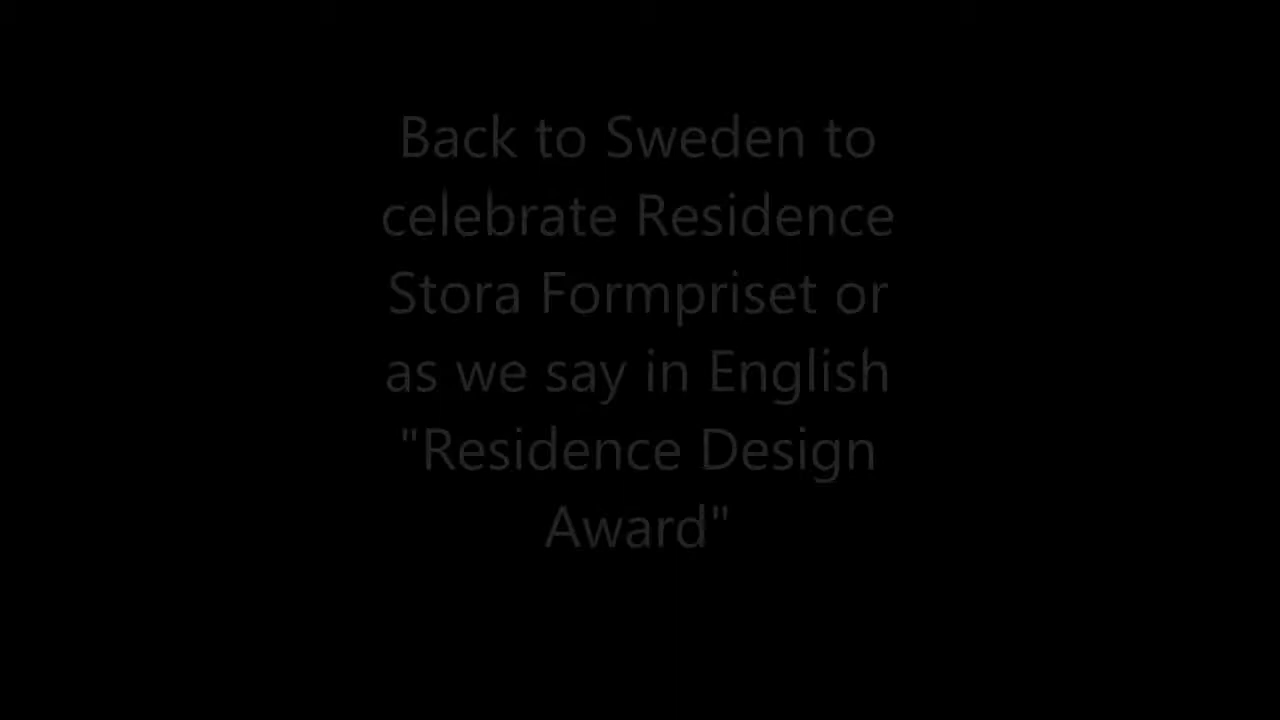 Back to Sweden to
celebrate Residence
Stora Formpriset or
as we say in English
"Residence Design
Award"